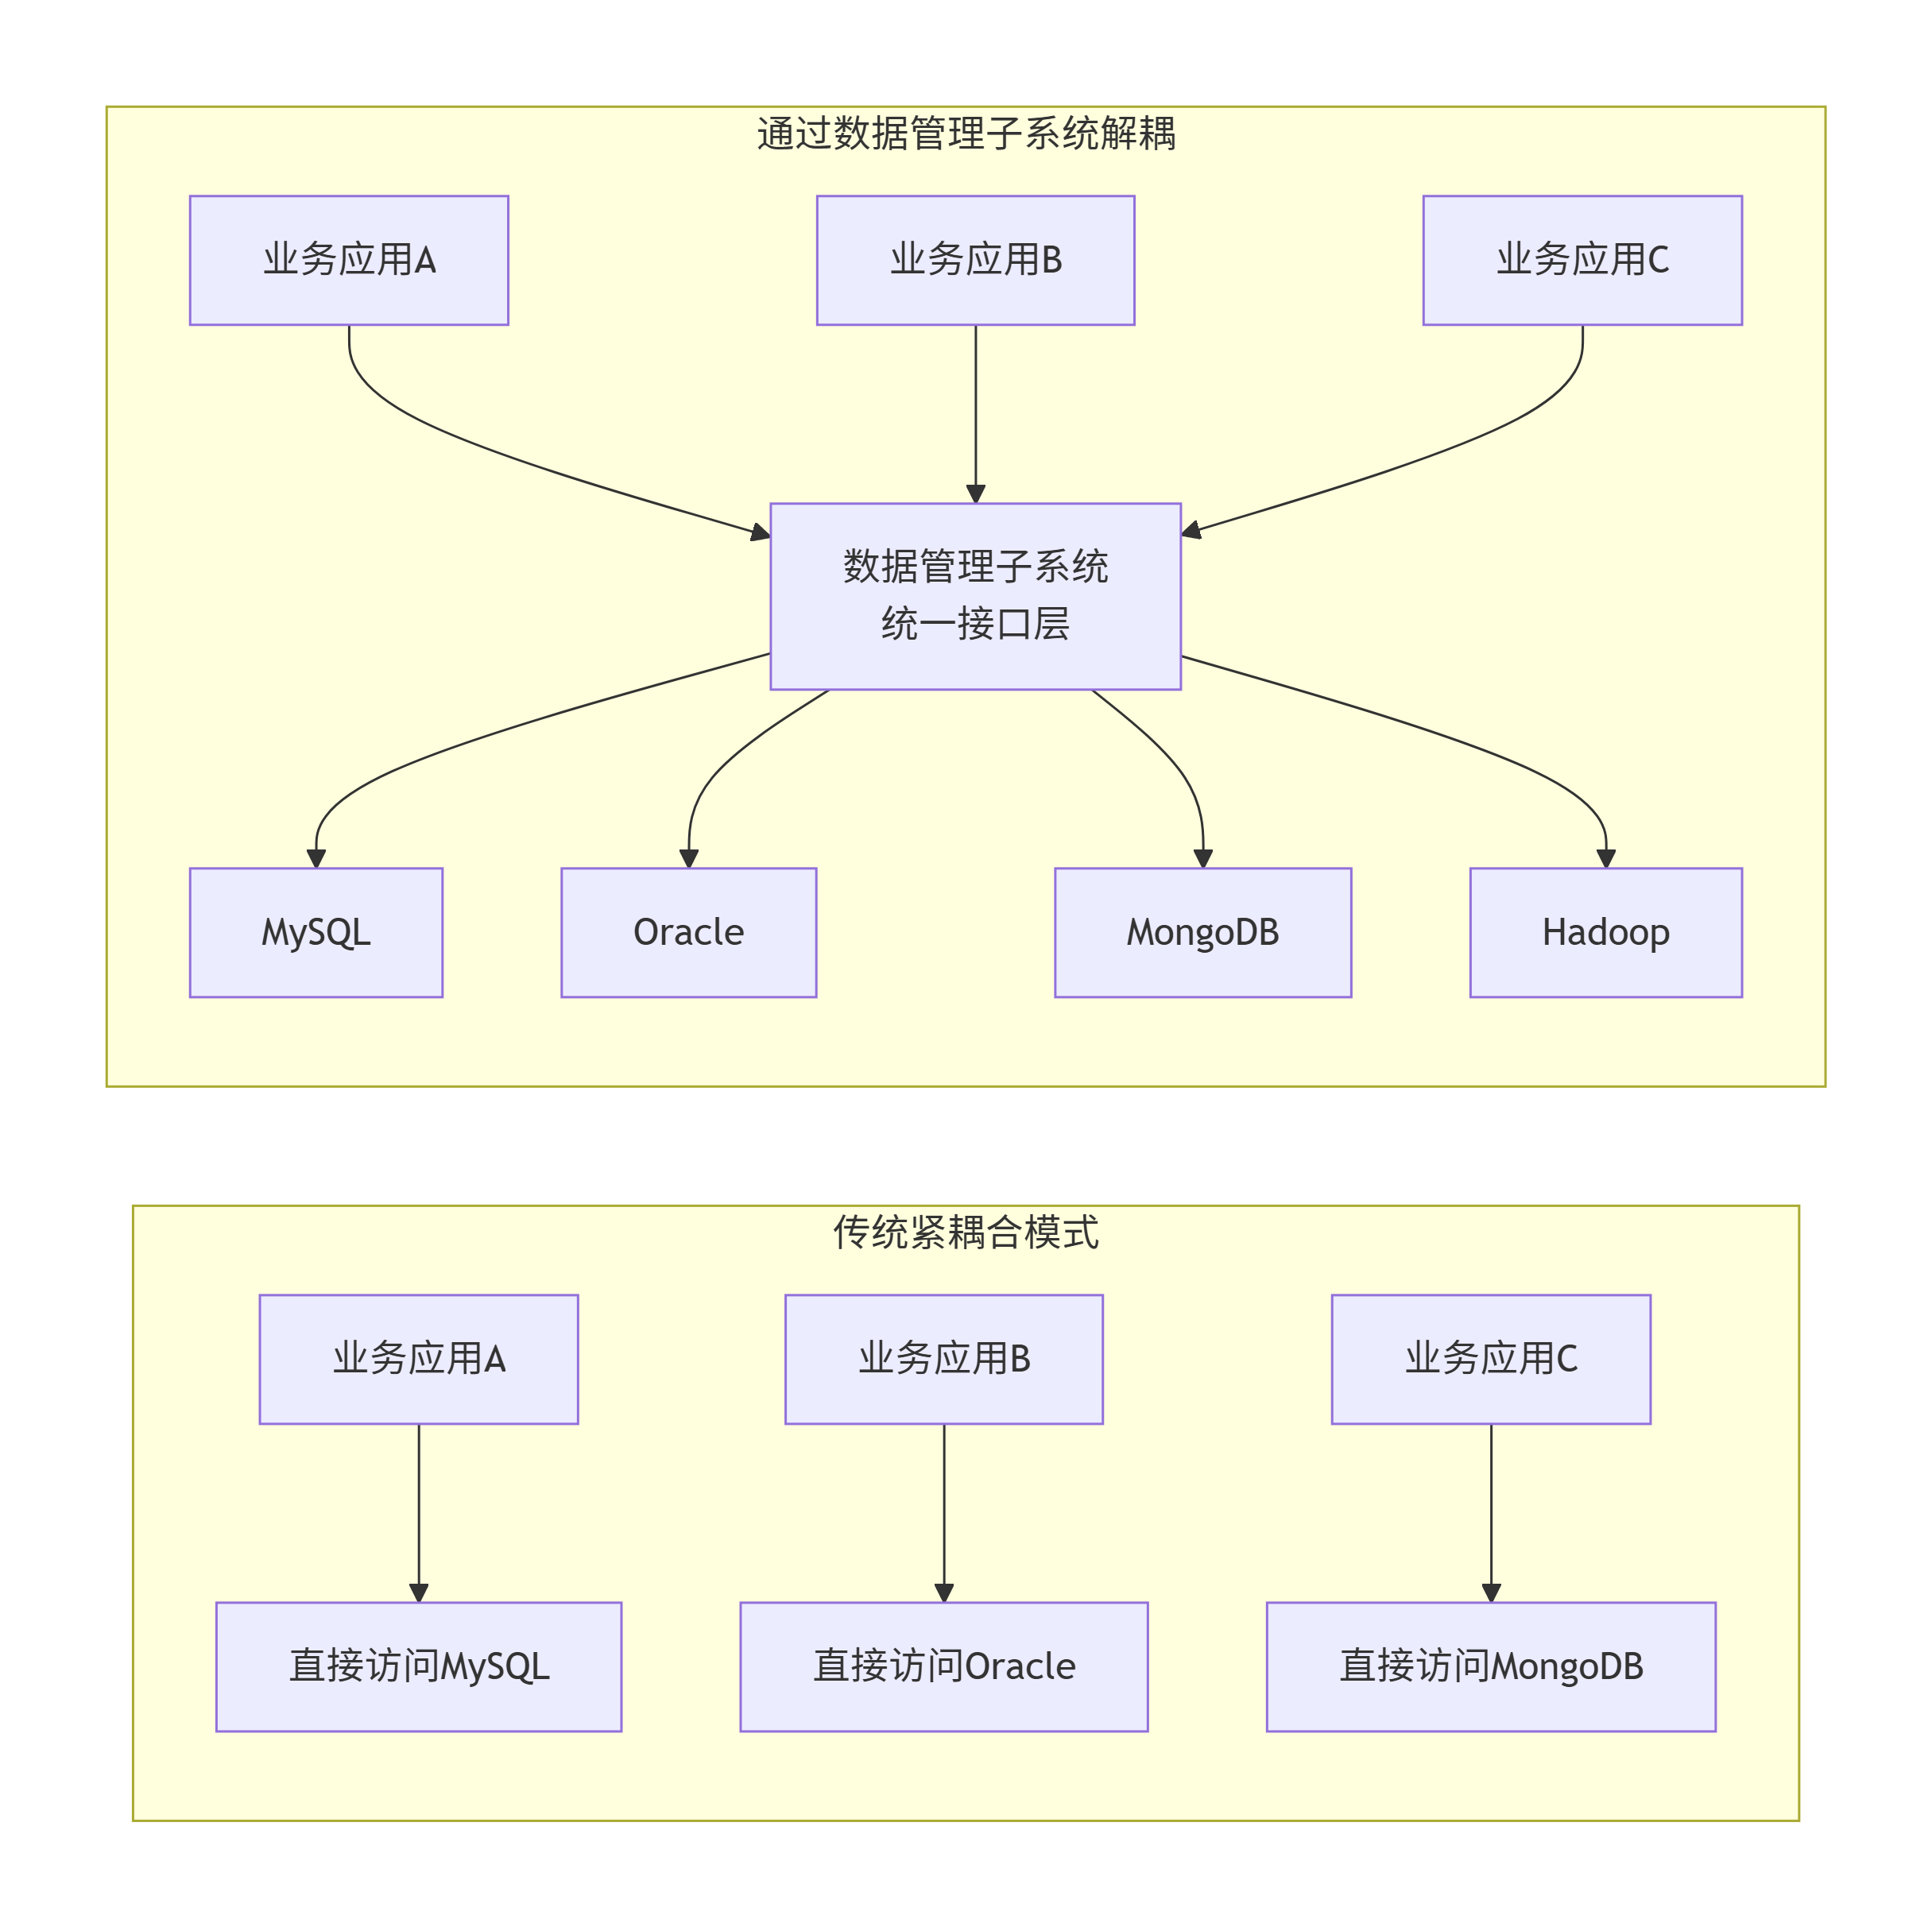 通过数据管理子系统解耦
业务应用A
业务应用B
业务应用C
数据管理子系统
统一接口层
MySQL
Oracle
MongoDB
Hadoop
传统紧耦合模式
业务应用A
业务应用B
业务应用C
直接访问MySQL
直接访问Oracle
直接访问MongoDB